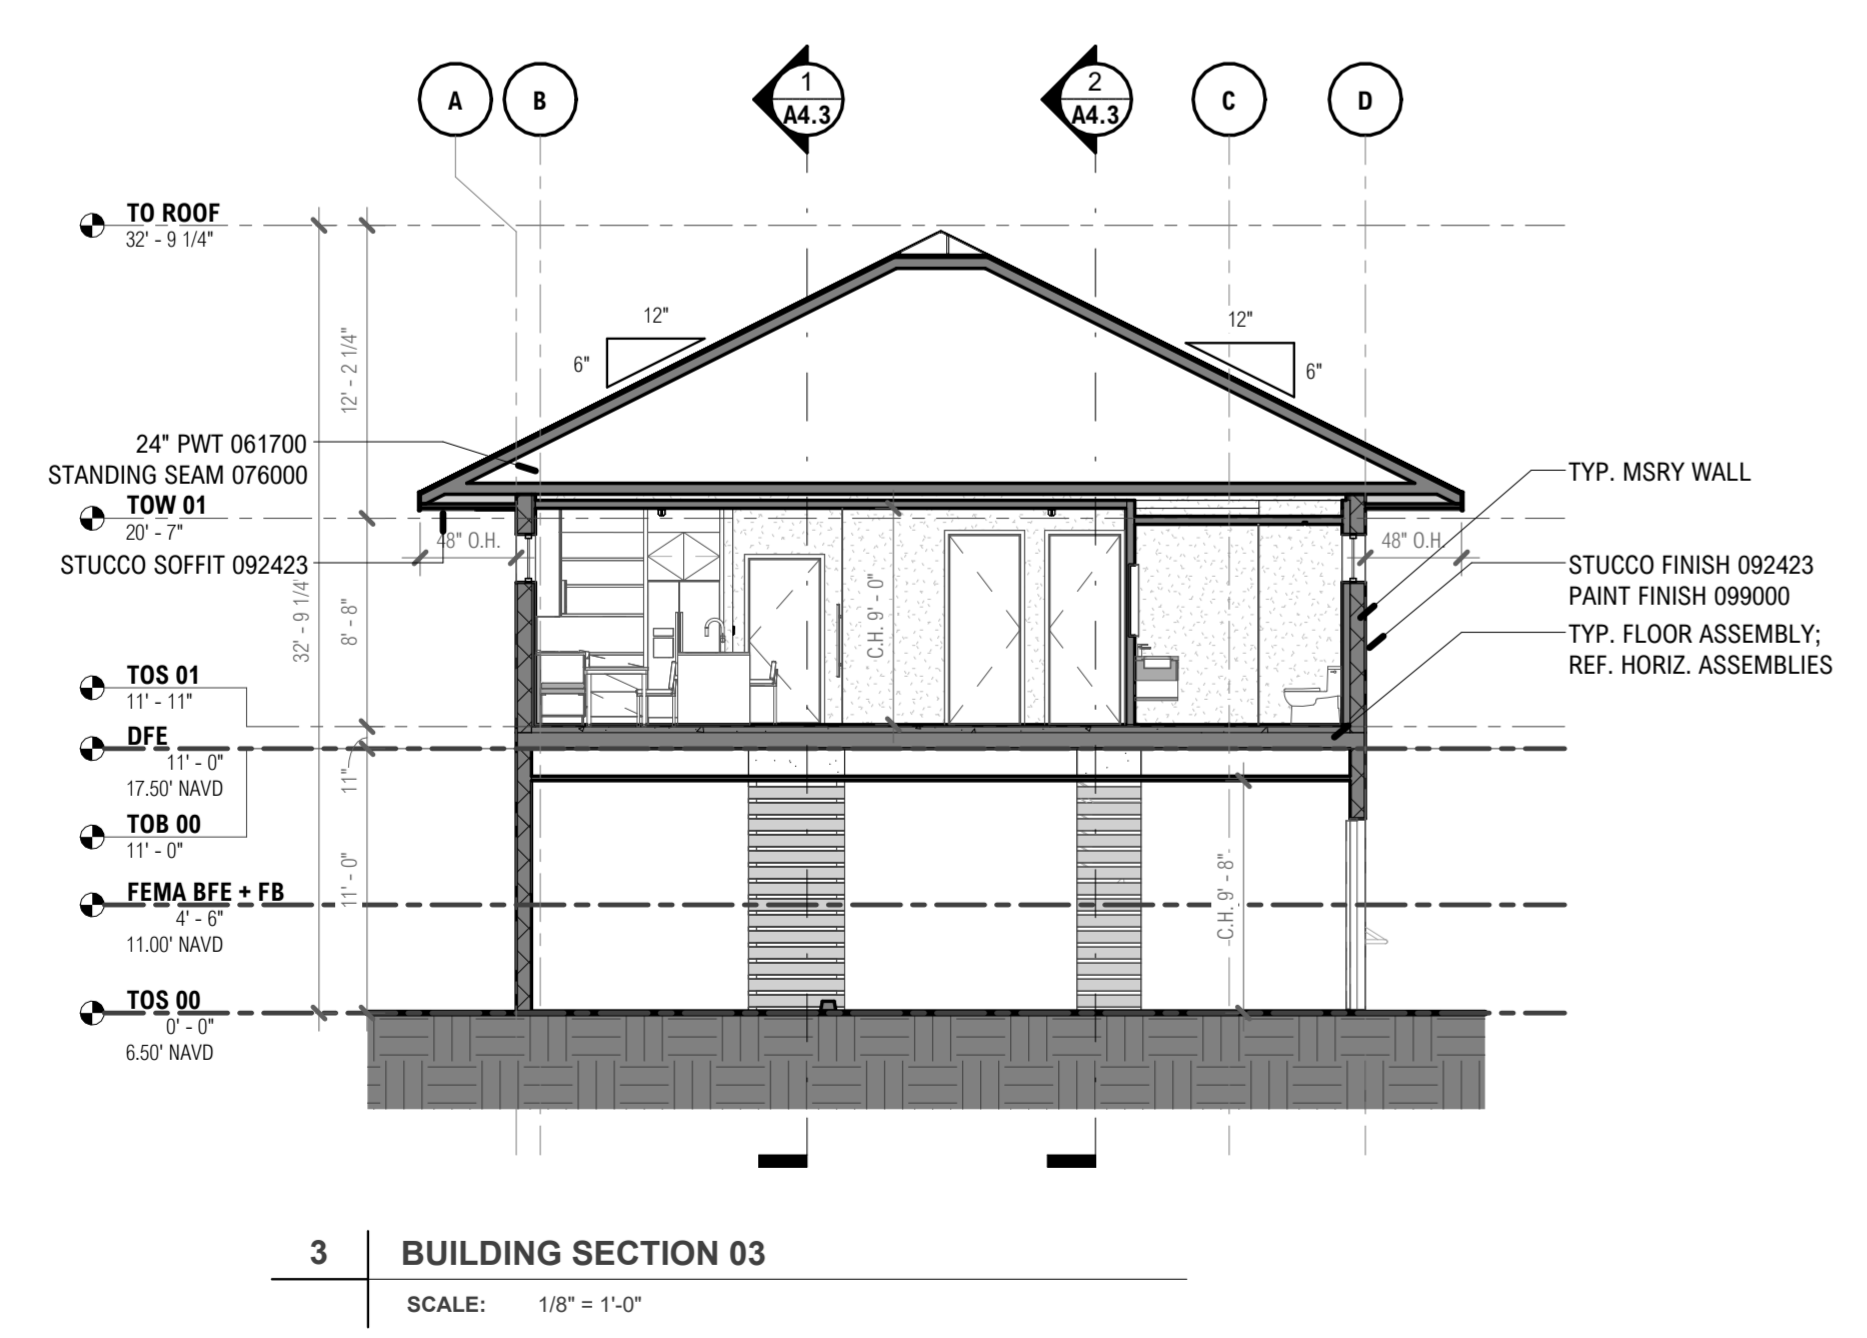 A
B
1
A4.3
2
A4.3
C
D
TO ROOF
32' - 9 1/4"
12"
6"
12"
6"
12' - 2 1/4"
24" PWT 061700
STANDING SEAM 076000
TOW 01
20' - 7"
STUCCO SOFFIT 092423
48" O.H.
48" O.H.
TYP. MSRY WALL
STUCCO FINISH 092423
PAINT FINISH 099000
TYP. FLOOR ASSEMBLY;
REF. HORIZ. ASSEMBLIES
32' - 9 1/4"
8' - 8"
C.H. 9' - 0"
TOS 01
11' - 11"
DFE
11' - 0"
17.50' NAVD
11"
TOB 00
11' - 0"
11' - 0"
C.H. 9' - 8"
FEMA BFE + FB
4' - 6"
11.00' NAVD
TOS 00
0' - 0"
6.50' NAVD
3
BUILDING SECTION 03
SCALE: 1/8" = 1'-0"